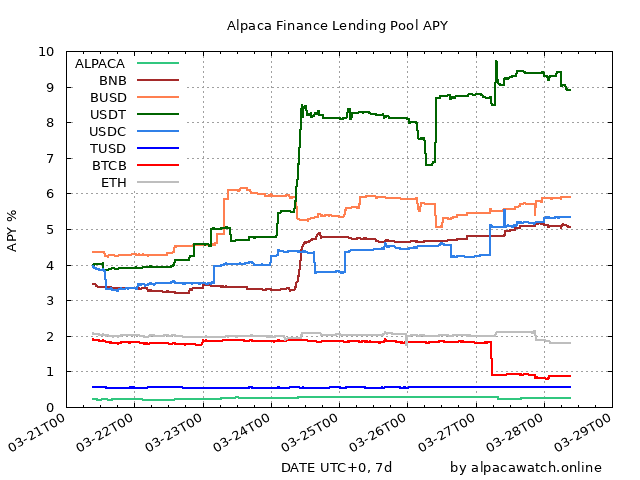 Alpaca Finance Lending Pool APY
APY %
10
9
8
7
6
5
4
3
2
1
0
ALPACA
BNB
BUSD
USDT
USDC
TUSD
BTCB
ETH
03-21T00
03-22T00
03-23T00
03-24T00
03-25T00
03-26T00
03-27T00
03-28T00
03-29T00
DATE UTC+0, 7d
by alpacawatch.online